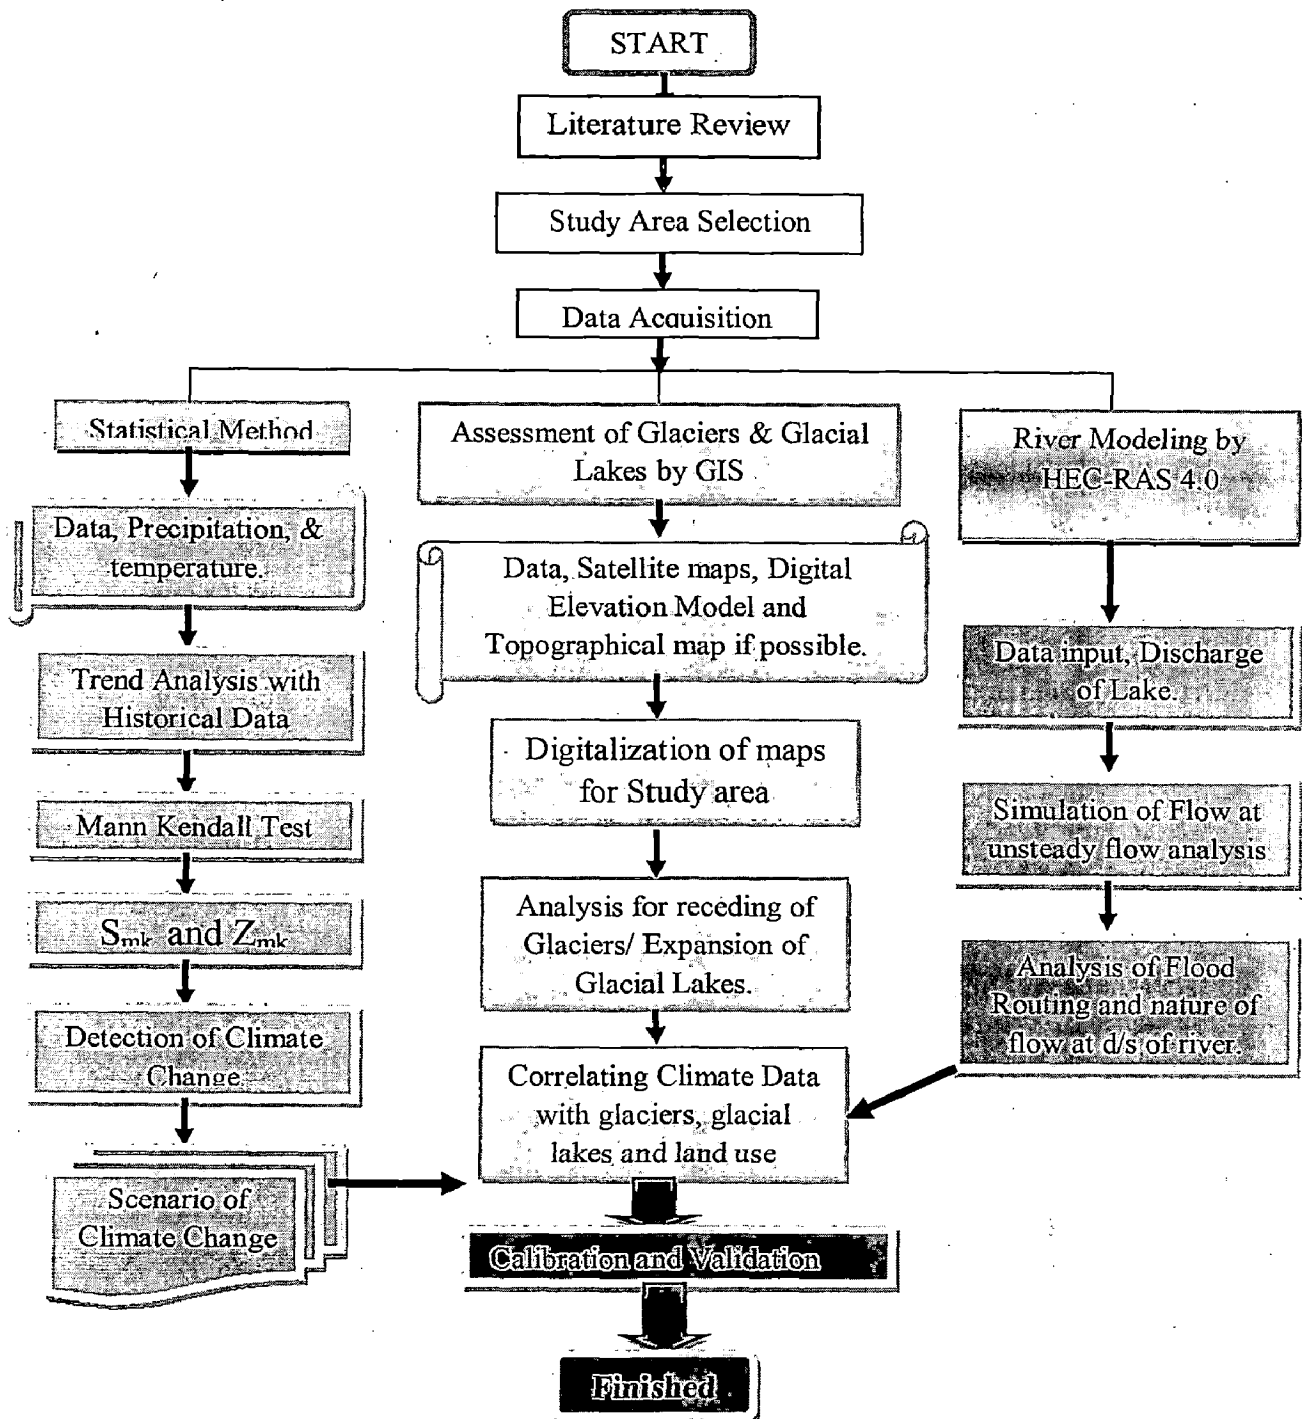 START
Literature Review
Study Area Selection
Data Acquisition
Statistical Method
Data, Precipitation, &
temperature.
Trend Analysis with
Historical Data
Mann Kendall Test
Smk and Zmk
Detection of Climate
Change.
Scenario of
Climate Change
Assessment of Glaciers & Glacial
Lakes by GIS
Data, Satellite maps, Digital
Elevation Model and
Topographical map if possible.
Digitalization of maps
for Study area
Analysis for receding of
Glaciers/ Expansion of
Glacial Lakes.
Correlating Climate Data
with glaciers, glacial
lakes and land use
River Modeling by
HEC-RAS 4.0
Data input, Discharge
of Lake.
Simulation of Flow at
unsteady flow analysis
Analysis of Flood
Routing and nature of
flow at d/s of river.
Calibration and Validation
Finished